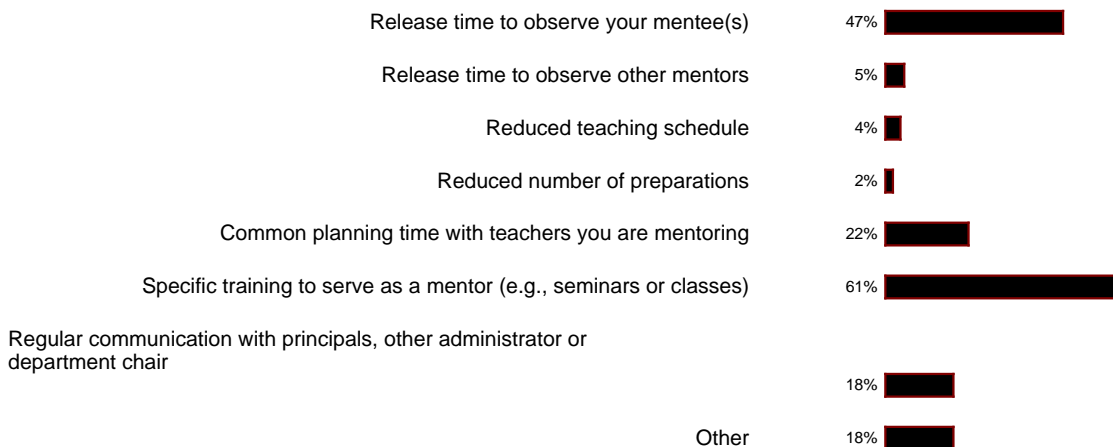 Release time to observe your mentee(s) 47%
Release time to observe other mentors 5%
Reduced teaching schedule 4%
Reduced number of preparations 2%
Common planning time with teachers you are mentoring 22%
Specific training to serve as a mentor (e.g., seminars or classes) 61%
Regular communication with principals, other administrator or
department chair
18%
Other 18%